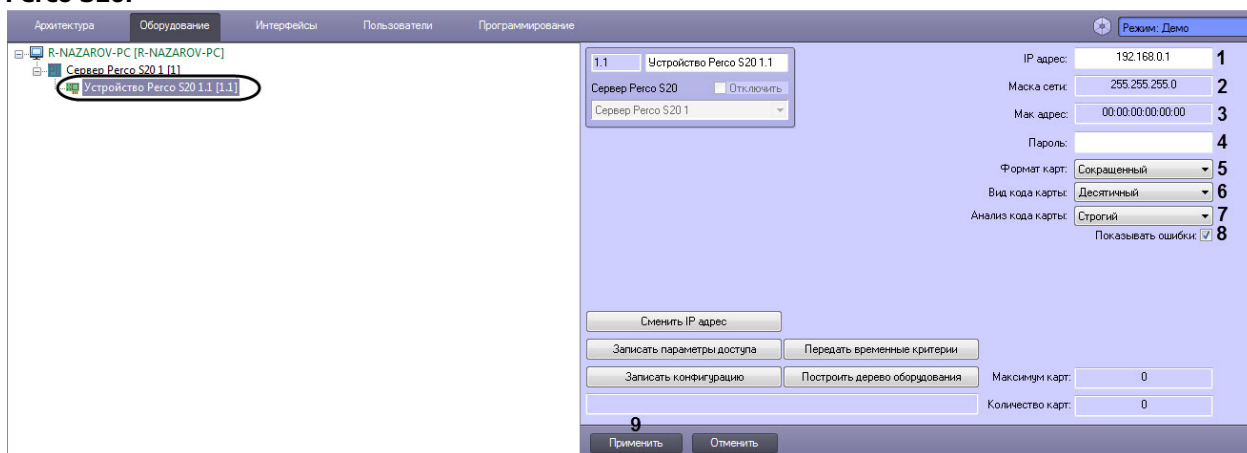 Perco S20.
Архитектура Оборудование Интерфейсы Пользователи Программирование Режим: Демо
R-NAZAROV-PC [R-NAZAROV-PC]
Сервер Perco S20 1 [1]
Устройство Perco S20 1.1 [1.1]
1.1 Устройство Perco S20 1.1
Сервер Perco S20 Отключить
Сервер Perco S20 1
IP адрес: 192.168.0.1 1
Маска сети: 255.255.255.0 2
Мак адрес: 00:00:00:00:00:00 3
Пароль: 4
Формат карт: Сокращенный 5
Вид кода карты: Десятичный 6
Анализ кода карты: Строгий 7
Показывать ошибки: 8
Сменить IP адрес
Записать параметры доступа Передать временные критерии
Записать конфигурацию Построить дерево оборудования Максимум карт: 0
Количество карт: 0
9
Применить Отменить